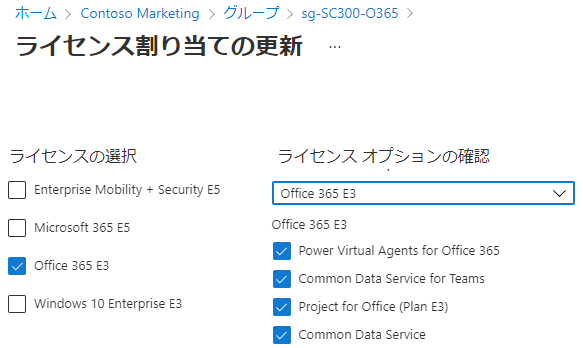 ホーム > Contoso Marketing > グループ > sg-SC300-O365 >
ライセンス割り当ての更新 ...
ライセンスの選択
Enterprise Mobility + Security E5
Microsoft 365 E5
Office 365 E3
Windows 10 Enterprise E3
ライセンス オプションの確認
Office 365 E3
Office 365 E3
Power Virtual Agents for Office 365
Common Data Service for Teams
Project for Office (Plan E3)
Common Data Service